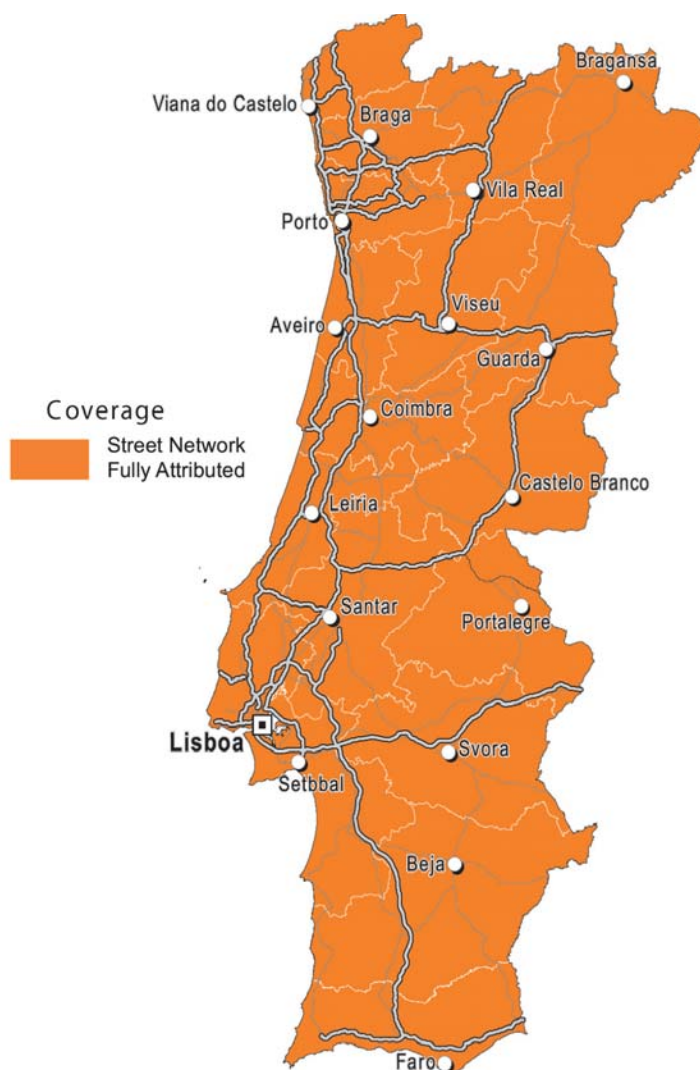 Bragansa
Viana do Castelo
Braga
Vila Real
Porto
Viseu
Aveiro
Guarda
Coverage
Coimbra
Street Network
Fully Attributed
Castelo Branco
Leiria
Santar
Portalegre
Lisboa
Svora
Setbbal
Beja
Faro